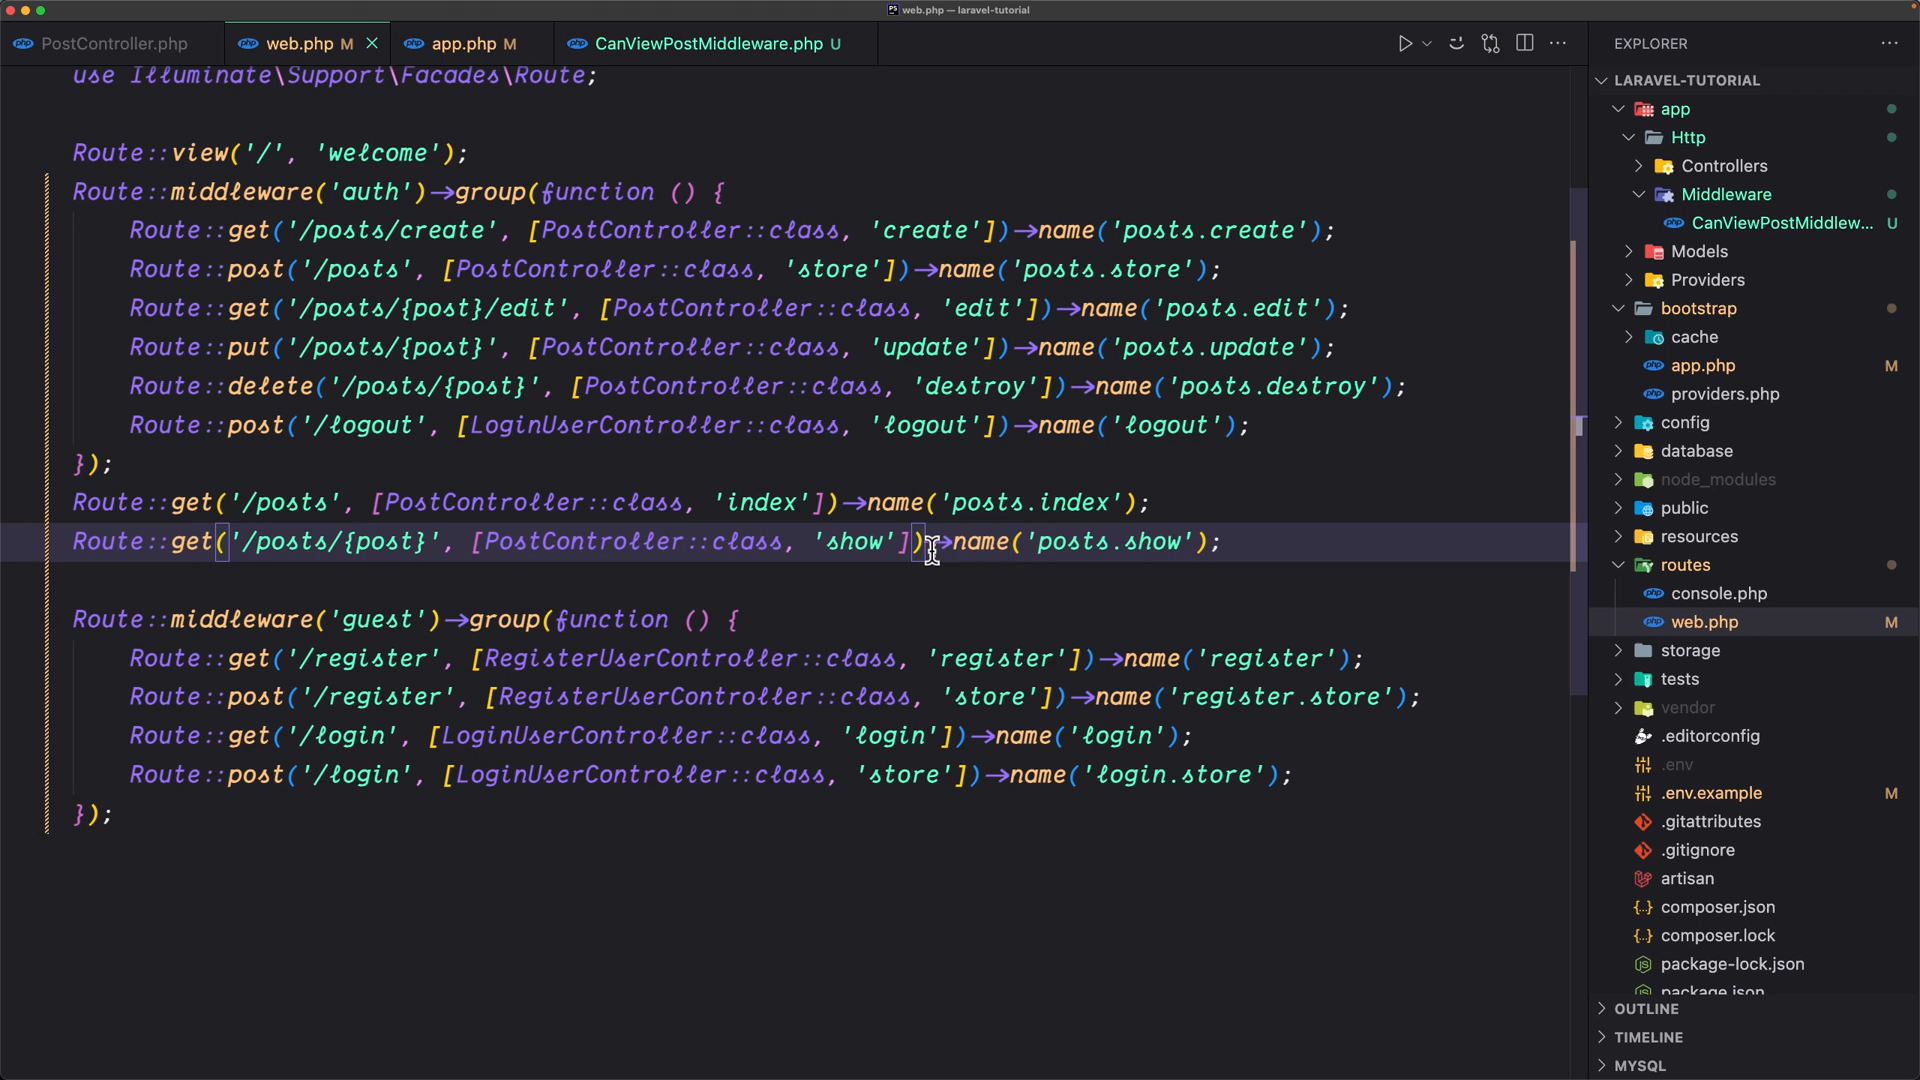 web.php — laravel-tutorial
PostController.php
web.php M
app.php M
CanViewPostMiddleware.php U
use Illuminate\Support\Facades\Route;
Route::view('/', 'welcome');
Route::middleware('auth')->group(function () {
Route::get('/posts/create', [PostController::class, 'create'])->name('posts.create');
Route::post('/posts', [PostController::class, 'store'])->name('posts.store');
Route::get('/posts/{post}/edit', [PostController::class, 'edit'])->name('posts.edit');
Route::put('/posts/{post}', [PostController::class, 'update'])->name('posts.update');
Route::delete('/posts/{post}', [PostController::class, 'destroy'])->name('posts.destroy');
Route::post('/logout', [LoginUserController::class, 'logout'])->name('logout');
});
Route::get('/posts', [PostController::class, 'index'])->name('posts.index');
Route::get('/posts/{post}', [PostController::class, 'show'])->name('posts.show');
Route::middleware('guest')->group(function () {
Route::get('/register', [RegisterUserController::class, 'register'])->name('register');
Route::post('/register', [RegisterUserController::class, 'store'])->name('register.store');
Route::get('/login', [LoginUserController::class, 'login'])->name('login');
Route::post('/login', [LoginUserController::class, 'store'])->name('login.store');
});
EXPLORER
LARAVEL-TUTORIAL
app
Http
Controllers
Middleware
CanViewPostMiddlew... U
Models
Providers
bootstrap
cache
app.php M
providers.php
config
database
node_modules
public
resources
routes
console.php
web.php M
storage
tests
vendor
.editorconfig
.env
.env.example M
.gitattributes
.gitignore
artisan
composer.json
composer.lock
package-lock.json
package.json
OUTLINE
TIMELINE
MYSQL